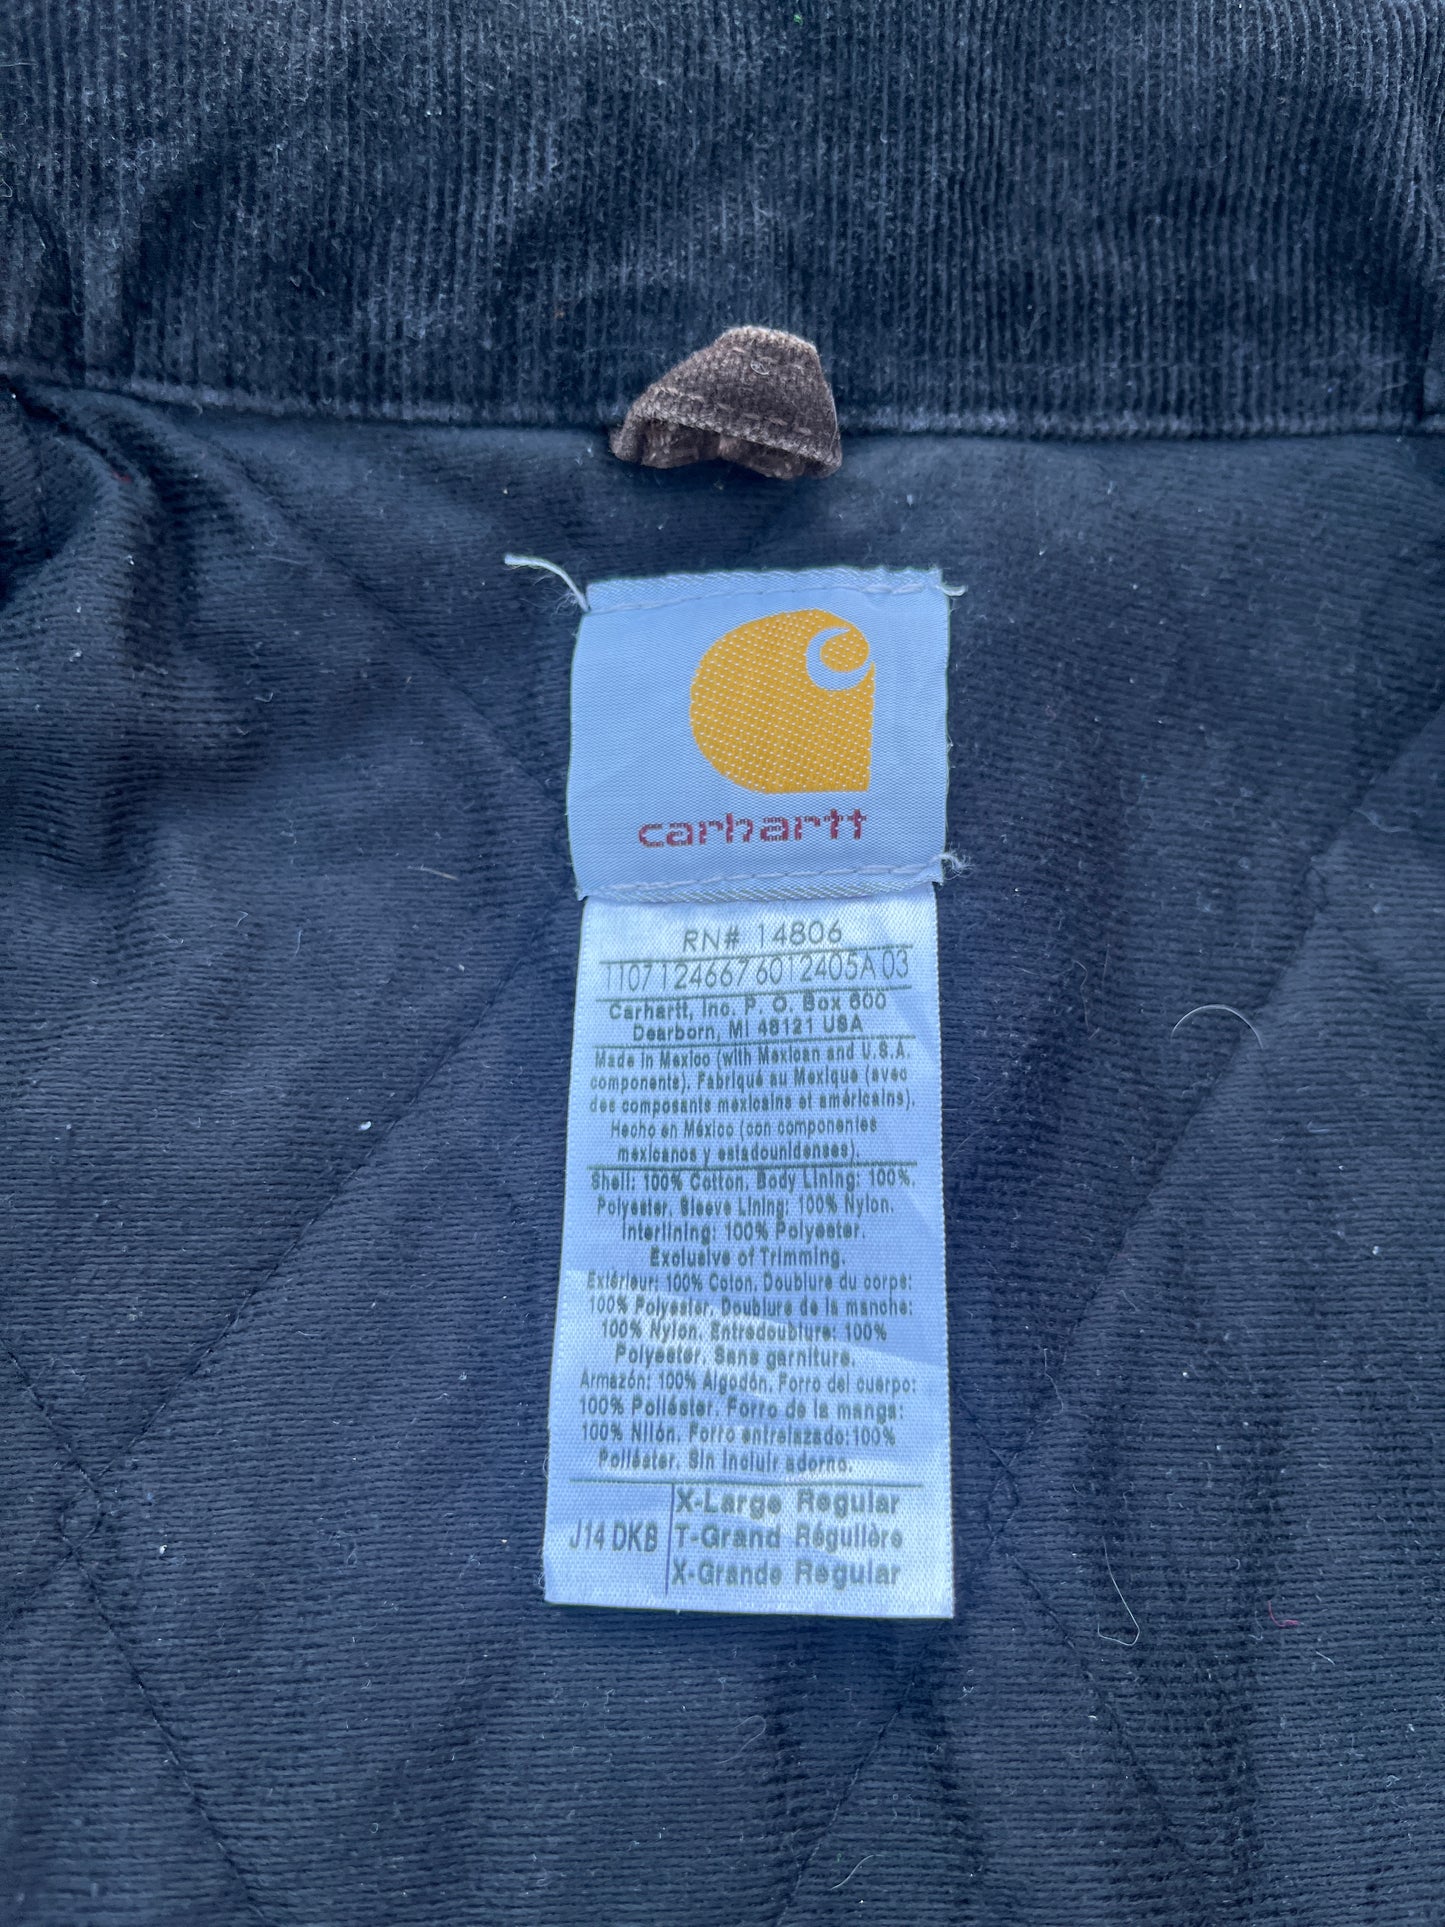 carhartt
RN# 14806
1107124667601​2405A 03
Carhartt, Inc. P. O. Box 600
Dearborn, MI 48121 USA
Made in Mexico (with Mexican and U.S.A.
components). Fabriqué au Mexique (avec
des composants mexicains et américains).
Hecho en México (con componentes
mexicanos y estadounidenses).
Shell: 100% Cotton. Body Lining: 100%.
Polyester. Sleeve Lining: 100% Nylon.
Interlining: 100% Polyester.
Exclusive of Trimming.
Extérieur: 100% Coton. Doublure du corps:
100% Polyester. Doublure de la manche:
100% Nylon. Entredoublure: 100%
Polyester. Sans garniture.
Armazón: 100% Algodón. Forro del cuerpo:
100% Poliéster. Forro de la manga:
100% Nilón. Forro entrelazado:100%
Poliéster. Sin incluir adorno.
J14 DKB
X-Large Regular
T-Grand Régulière
X-Grande Regular